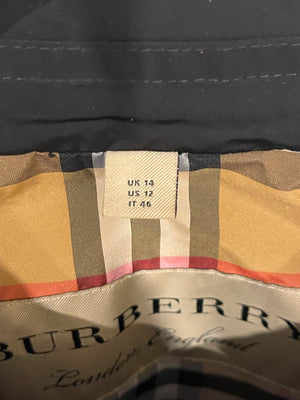 UK 14
US 12
IT 46
BURBERRY
London England